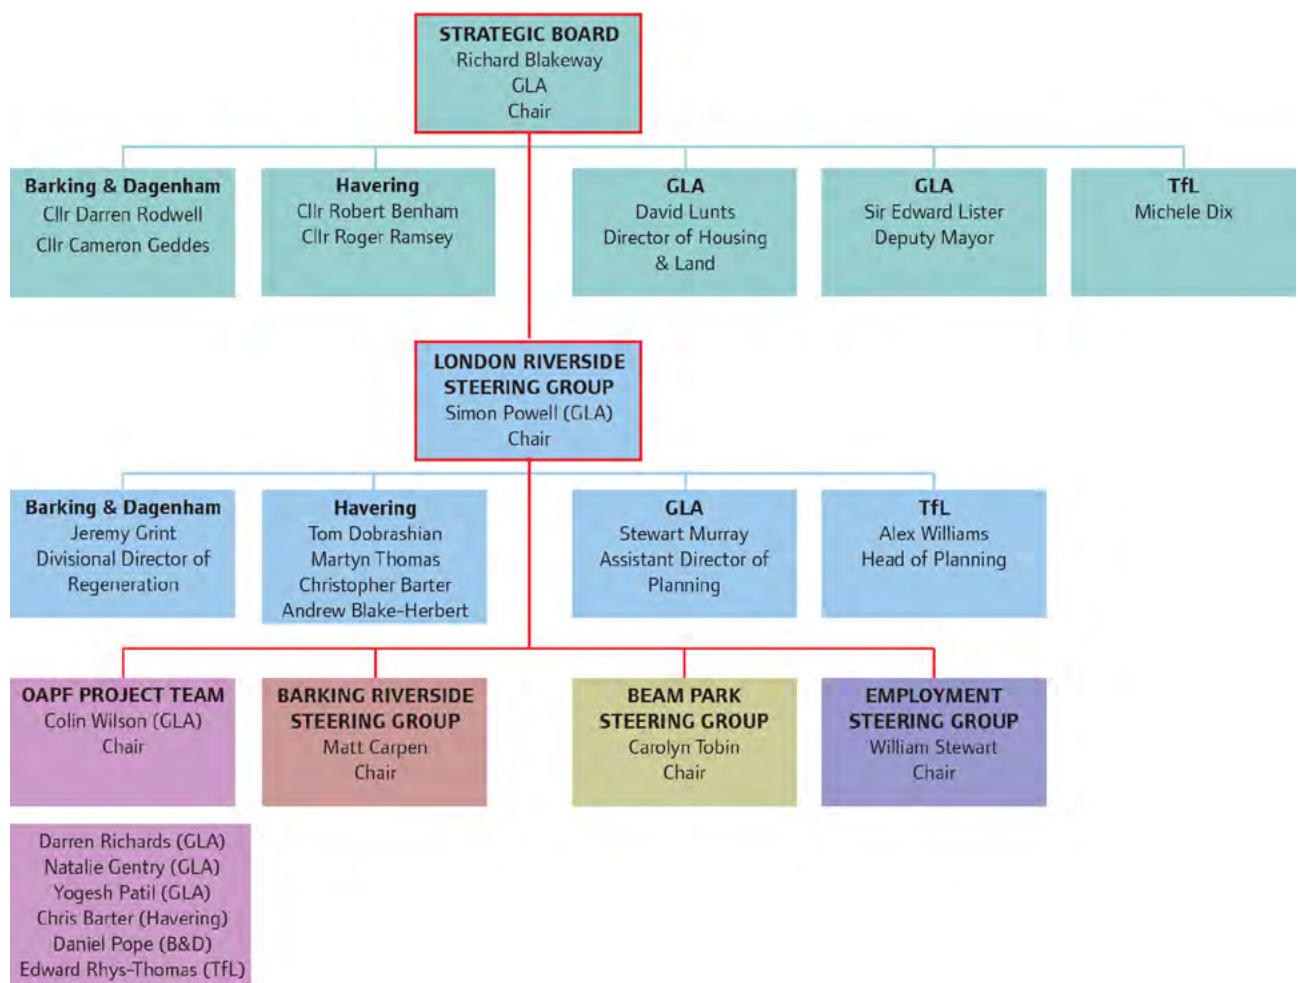 STRATEGIC BOARD
Richard Blakeway
GLA
Chair
Barking & Dagenham
Cllr Darren Rodwell
Cllr Cameron Geddes
Havering
Cllr Robert Benham
Cllr Roger Ramsey
GLA
David Lunts
Director of Housing
& Land
GLA
Sir Edward Lister
Deputy Mayor
TfL
Michele Dix
LONDON RIVERSIDE
STEERING GROUP
Simon Powell (GLA)
Chair
Barking & Dagenham
Jeremy Grint
Divisional Director of
Regeneration
Havering
Tom Dobrashian
Martyn Thomas
Christopher Barter
Andrew Blake-Herbert
GLA
Stewart Murray
Assistant Director of
Planning
TfL
Alex Williams
Head of Planning
OAPF PROJECT TEAM
Colin Wilson (GLA)
Chair
BARKING RIVERSIDE
STEERING GROUP
Matt Carpen
Chair
BEAM PARK
STEERING GROUP
Carolyn Tobin
Chair
EMPLOYMENT
STEERING GROUP
William Stewart
Chair
Darren Richards (GLA)
Natalie Gentry (GLA)
Yogesh Patil (GLA)
Chris Barter (Havering)
Daniel Pope (B&D)
Edward Rhys-Thomas (TfL)